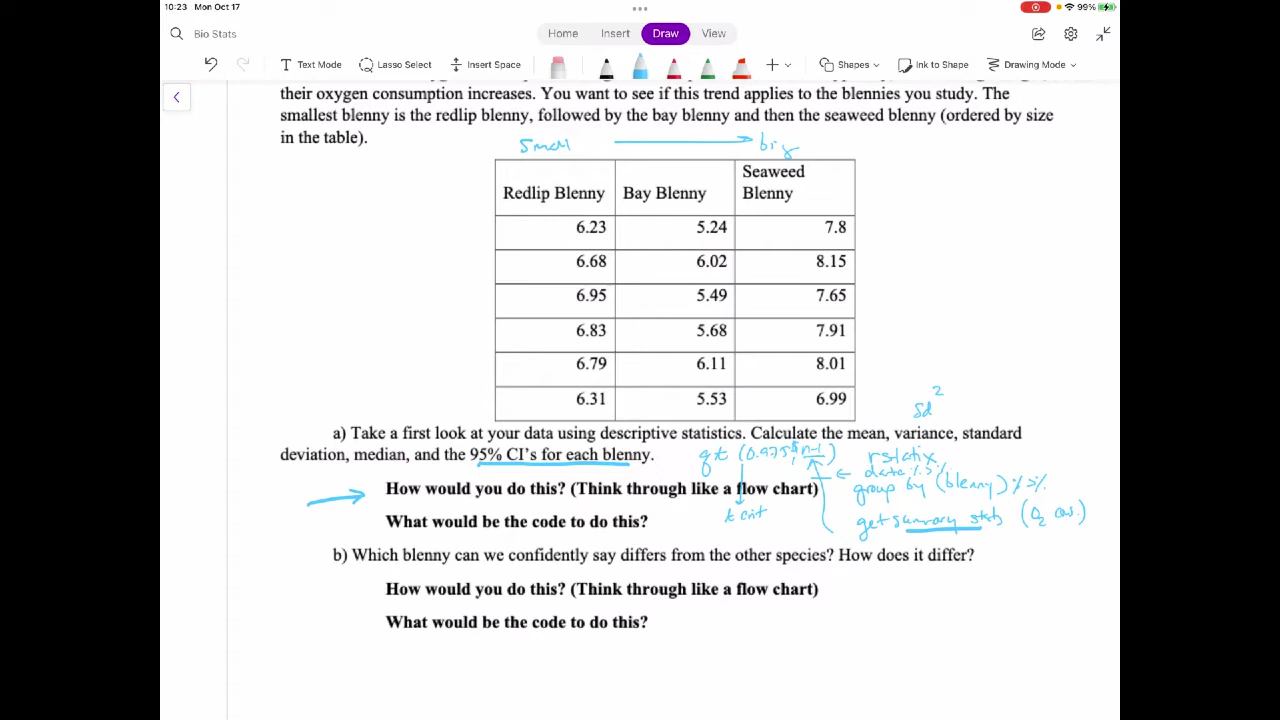 10:23 Mon Oct 17
99%
Bio Stats
Home Insert Draw View
Text Mode Lasso Select Insert Space Shapes Ink to Shape Drawing Mode
their oxygen consumption increases. You want to see if this trend applies to the blennies you study. The
smallest blenny is the redlip blenny, followed by the bay blenny and then the seaweed blenny (ordered by size
in the table).
Small big
Redlip Blenny Bay Blenny Seaweed Blenny
6.23 5.24 7.8
6.68 6.02 8.15
6.95 5.49 7.65
6.83 5.68 7.91
6.79 6.11 8.01
6.31 5.53 6.99
sd 2
a) Take a first look at your data using descriptive statistics. Calculate the mean, variance, standard
deviation, median, and the 95% CI's for each blenny.
qt (0.975, n-1) rstatix
data %>%
How would you do this? (Think through like a flow chart)
group by (blenny) %>%
t crit
get summary stats (O2 con.)
What would be the code to do this?
b) Which blenny can we confidently say differs from the other species? How does it differ?
How would you do this? (Think through like a flow chart)
What would be the code to do this?